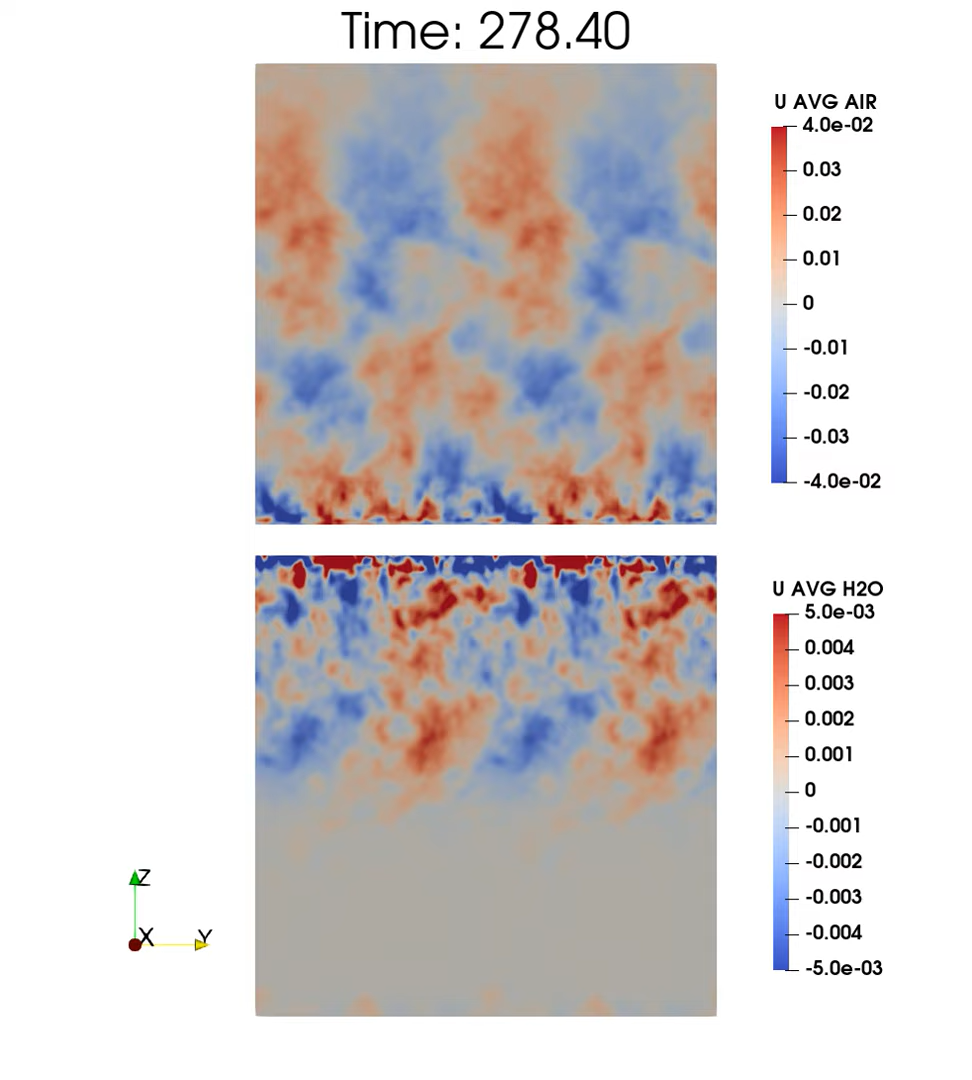 Time: 278.40
U AVG AIR
4.0e-02
0.03
0.02
0.01
0
-0.01
-0.02
-0.03
-4.0e-02
U AVG H2O
5.0e-03
0.004
0.003
0.002
0.001
0
-0.001
-0.002
-0.003
-0.004
-5.0e-03
Z
X Y